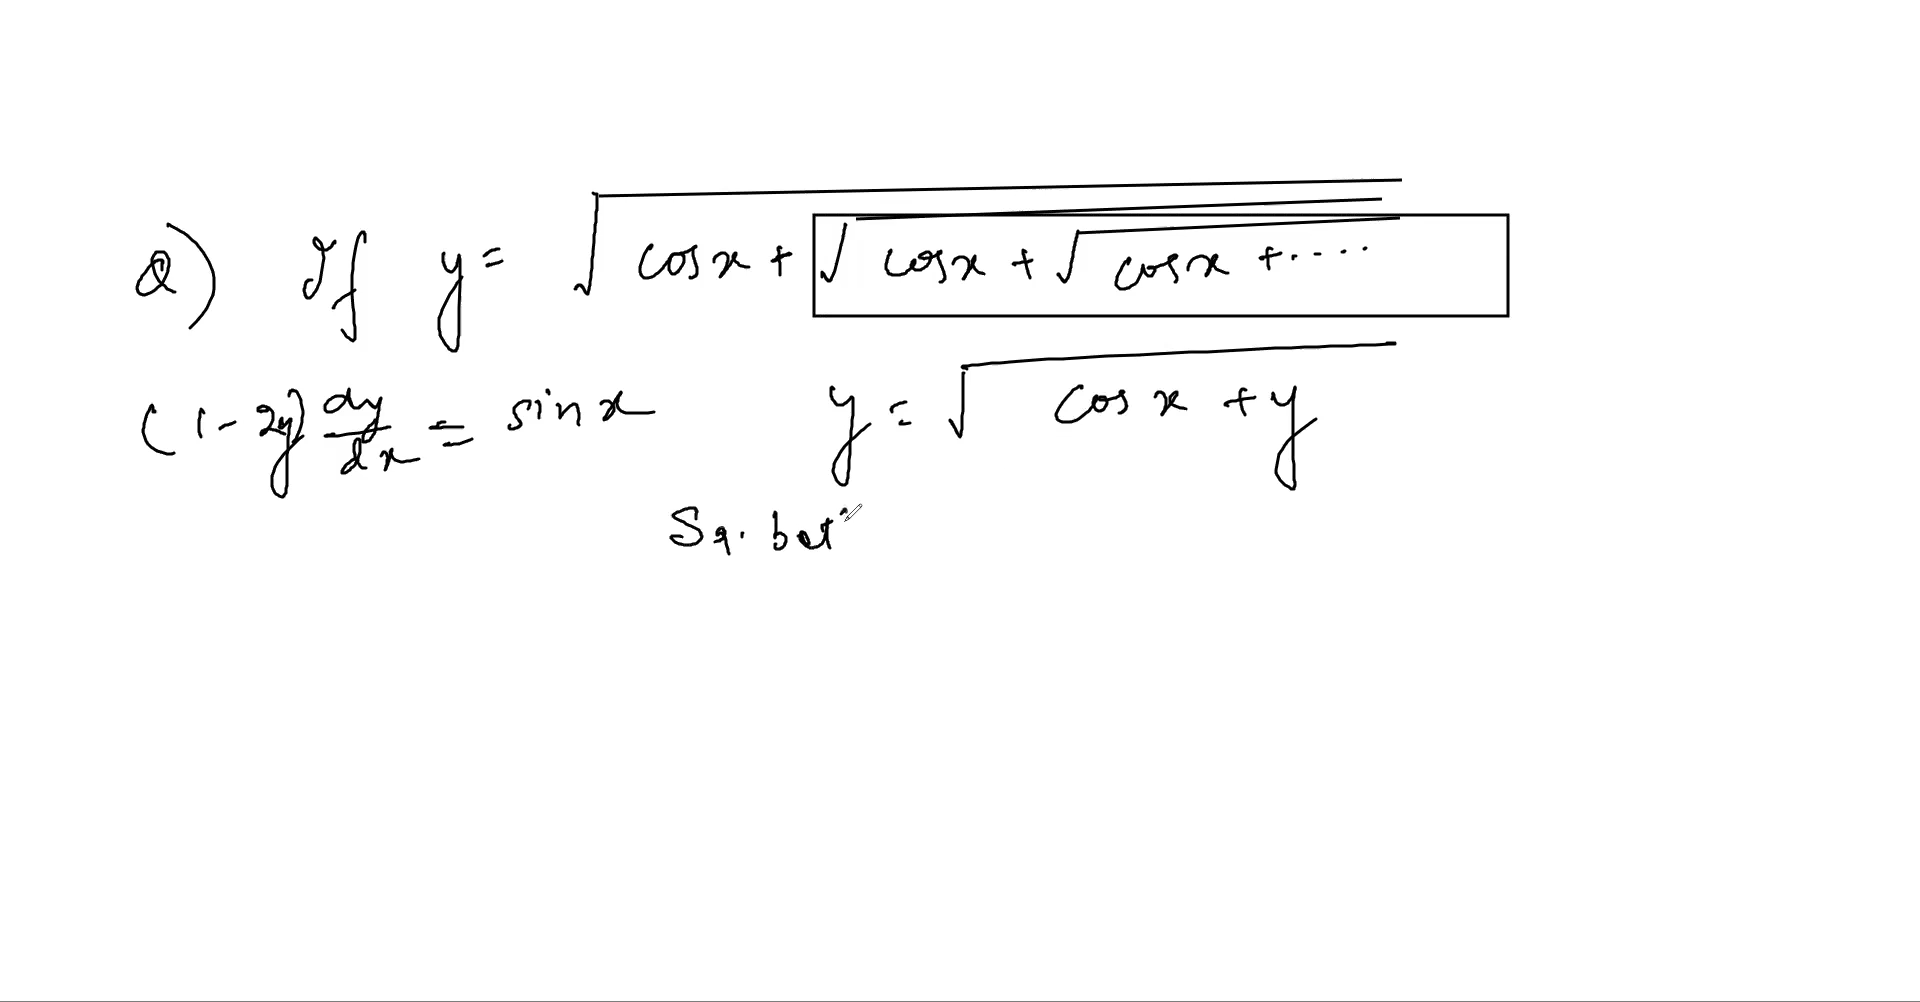 Q) If y = √(cosx + √(cosx + √(cosx + ....
(1 - 2y) dy/dx = sinx
y = √(cosx + y)
Sq. bot